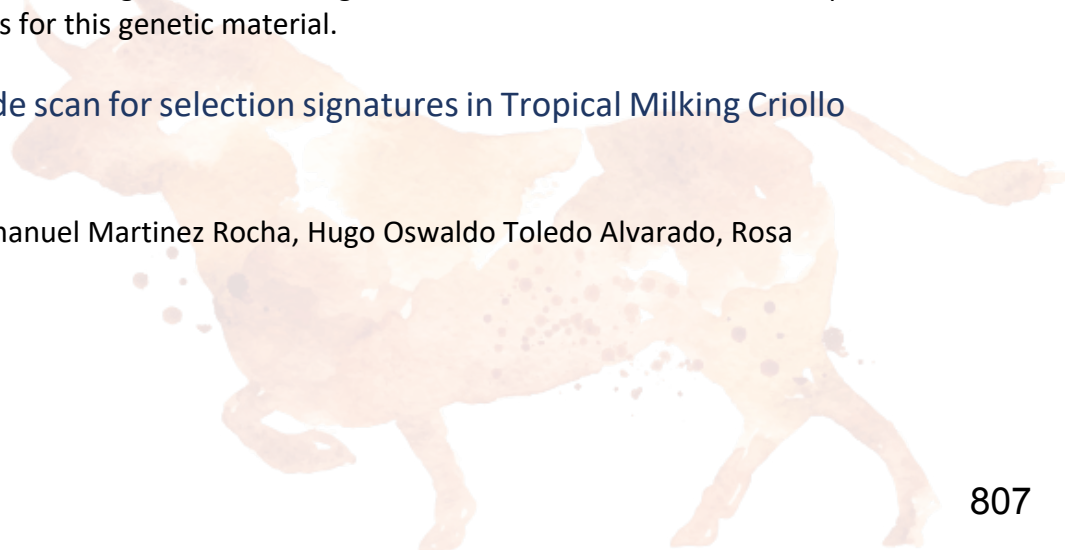 s for this genetic material.
de scan for selection signatures in Tropical Milking Criollo
nanuel Martinez Rocha, Hugo Oswaldo Toledo Alvarado, Rosa
807